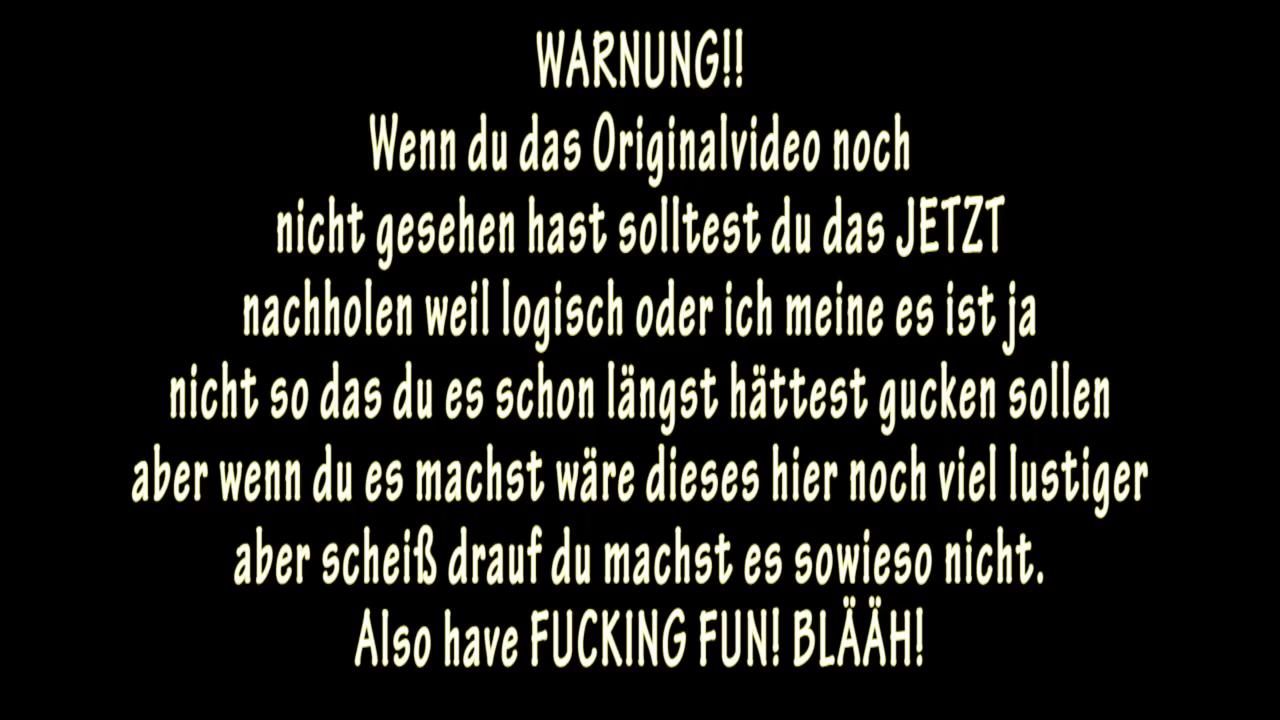 WARNUNG!!
Wenn du das Originalvideo noch
nicht gesehen hast solltest du das JETZT
nachholen weil logisch oder ich meine es ist ja
nicht so das du es schon längst hättest gucken sollen
aber wenn du es machst wäre dieses hier noch viel lustiger
aber scheiß drauf du machst es sowieso nicht.
Also have FUCKING FUN! BLÄÄH!